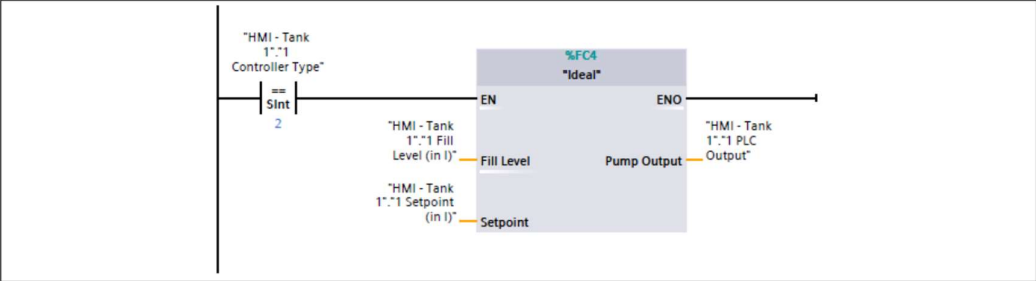 "HMI - Tank
1"."1
Controller Type"
==
SInt
2
%FC4
"Ideal"
EN
ENO
"HMI - Tank
1"."1 Fill
Level (in l)"
Fill Level
Pump Output
"HMI - Tank
1"."1 PLC
Output"
"HMI - Tank
1"."1 Setpoint
(in l)"
Setpoint